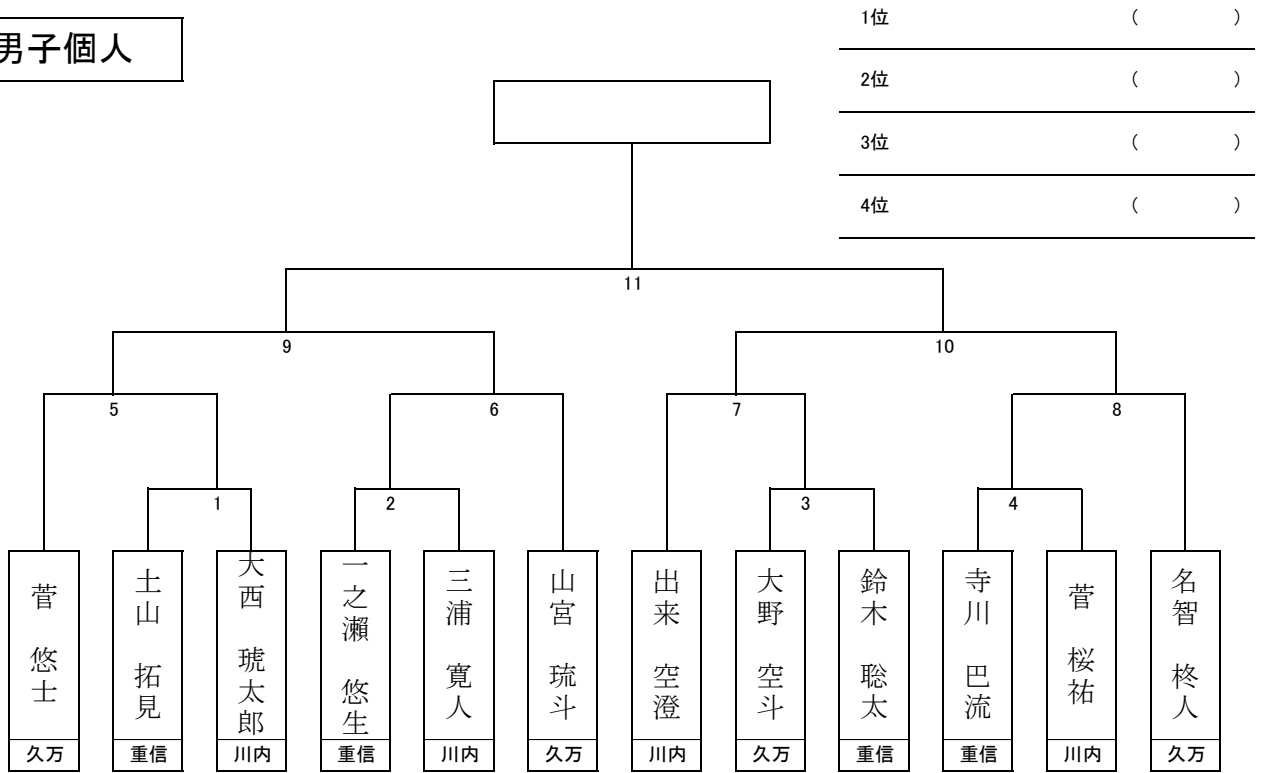 男子個人
1位 （ ）
2位 （ ）
3位 （ ）
4位 （ ）
11
9 10
5 6 7 8
1 2 3 4
菅 悠士
久万
土山 拓見
重信
大西 琥太郎
川内
一之瀬 悠生
重信
三浦 寛人
川内
山宮 琉斗
久万
出来 空澄
川内
大野 空斗
久万
鈴木 聡太
重信
寺川 巴流
重信
菅 桜祐
川内
名智 柊人
久万